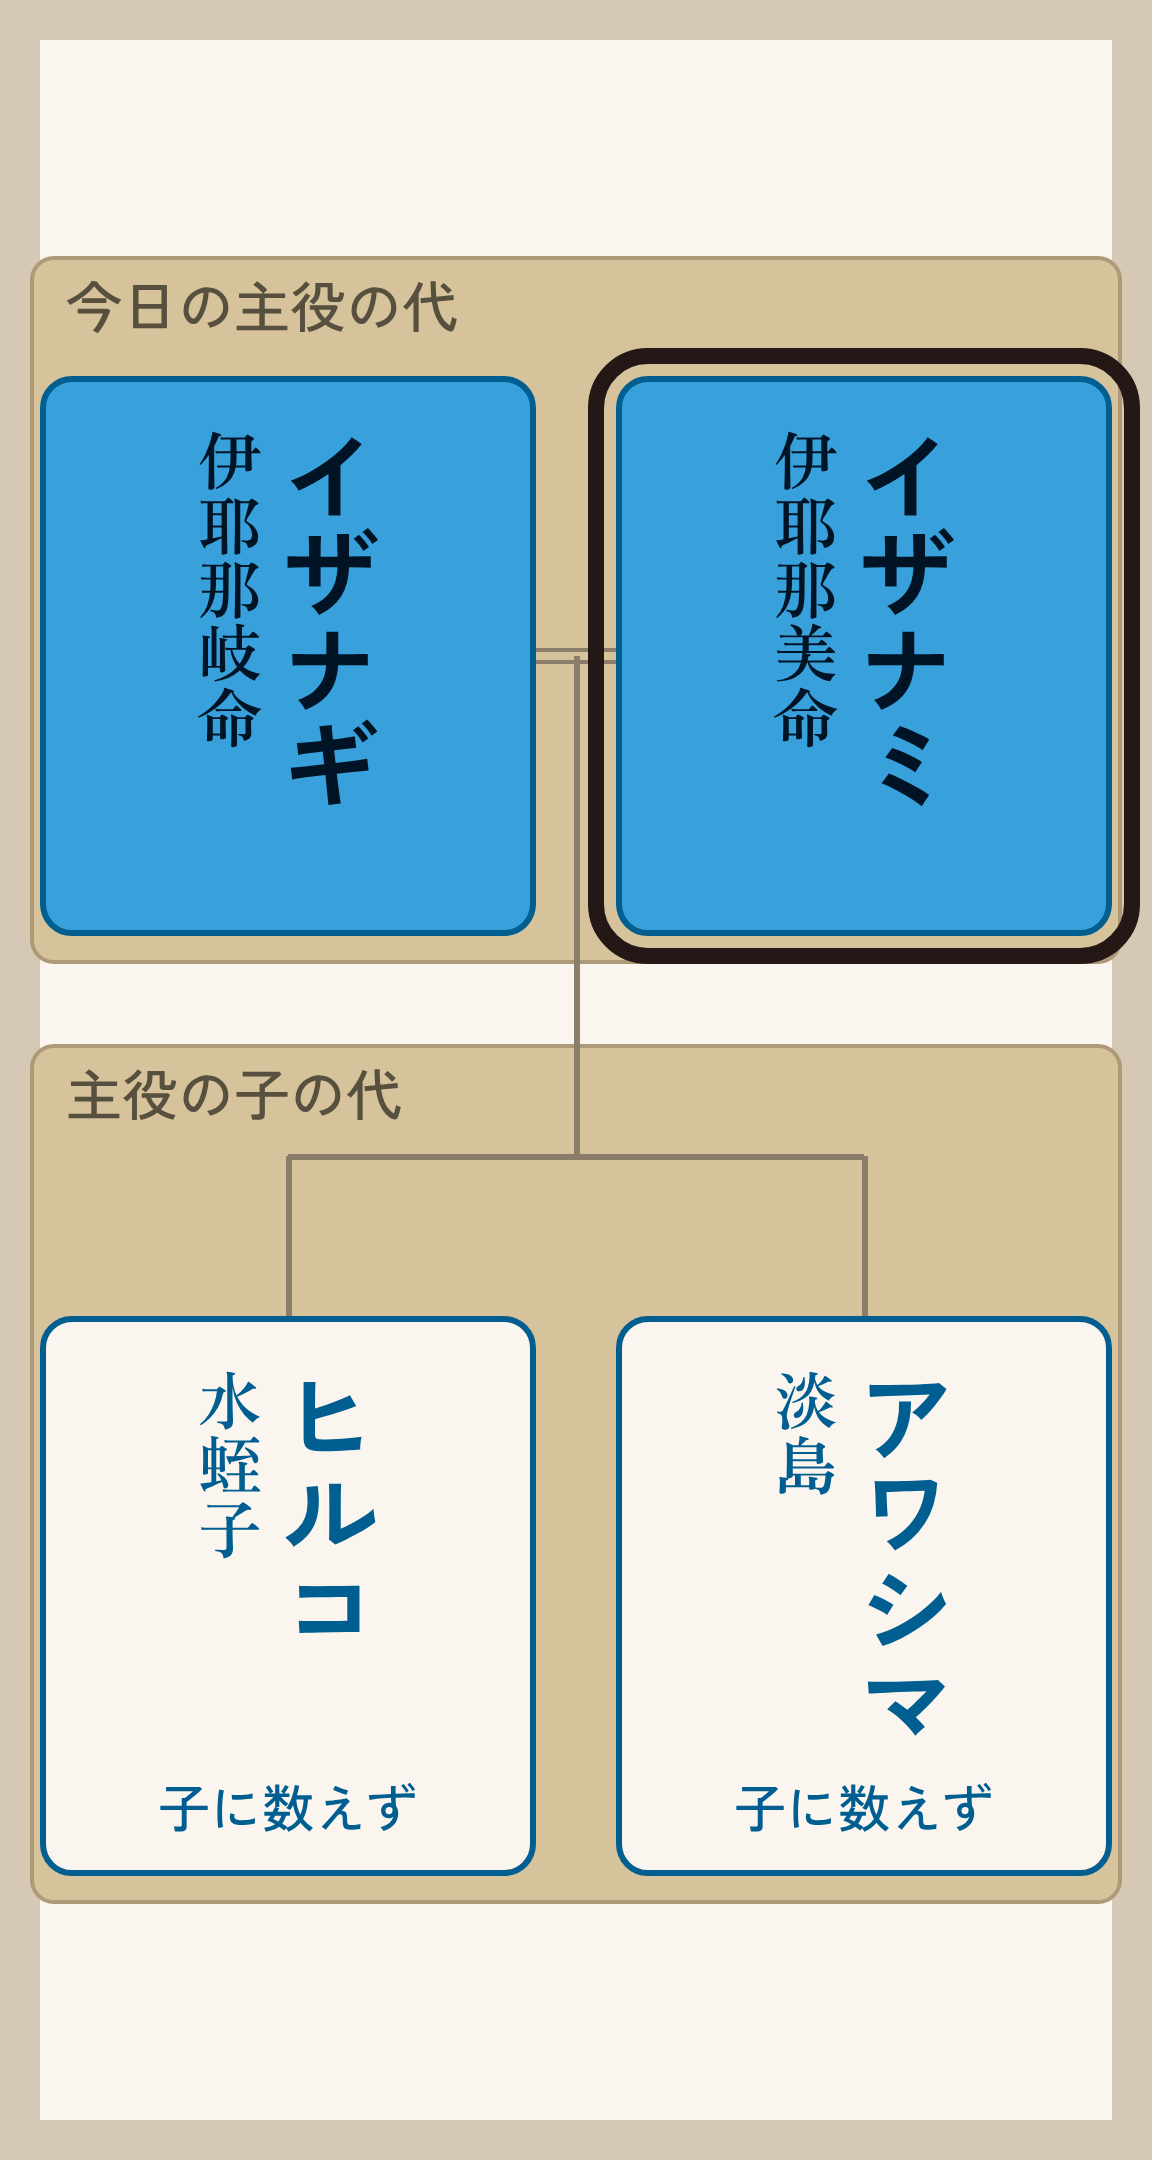 今日の主役の代
イザナギ
伊耶那岐命
イザナミ
伊耶那美命
主役の子の代
ヒルコ
水蛭子
子に数えず
アワシマ
淡島
子に数えず